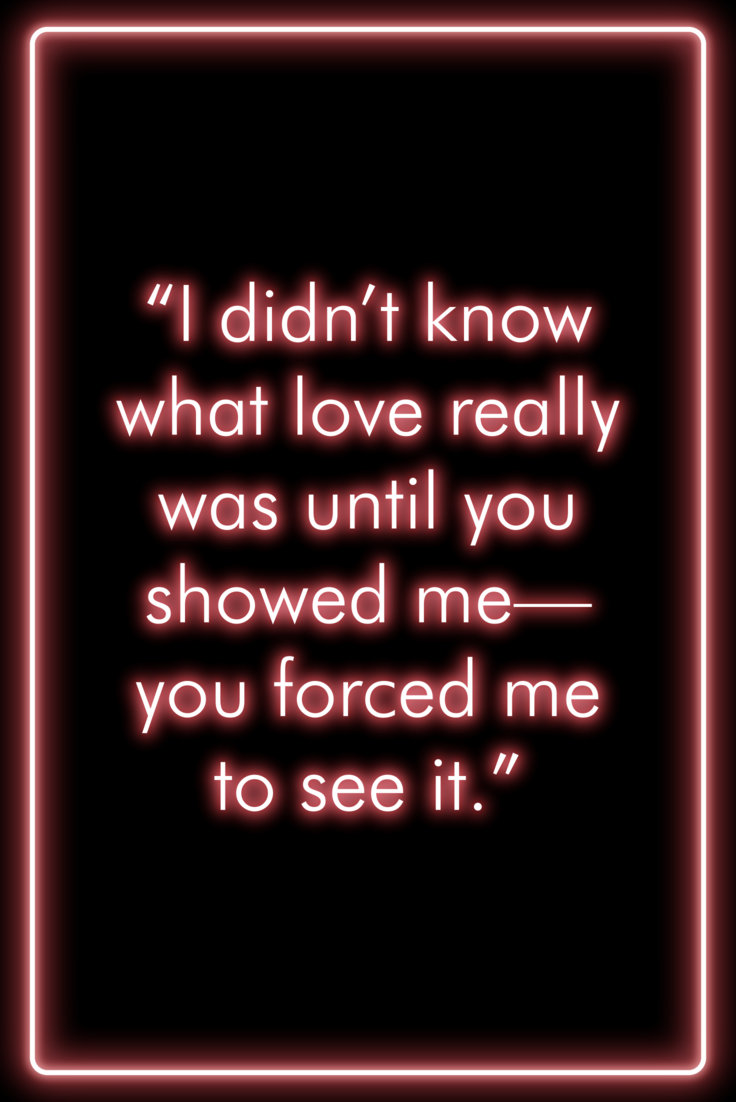 “I didn’t know
what love really
was until you
showed me—
you forced me
to see it.”